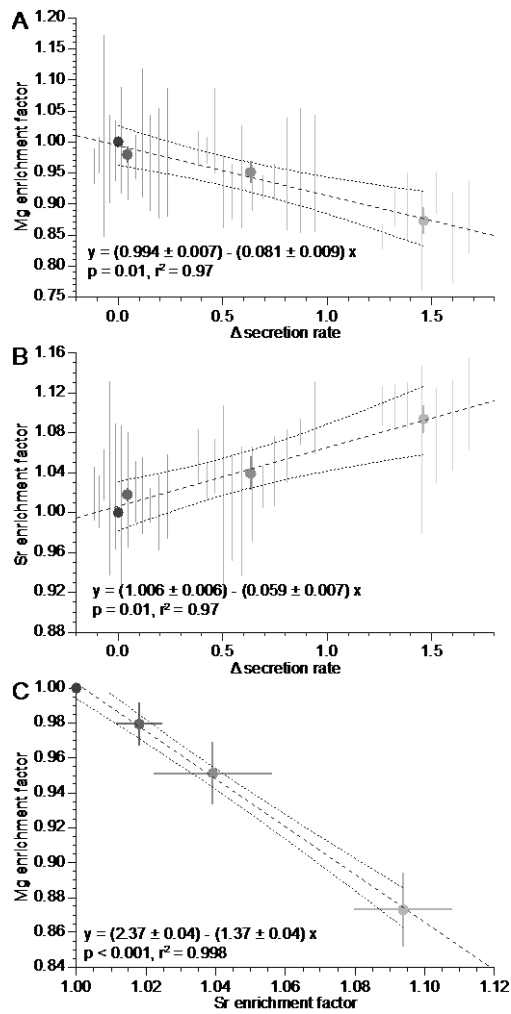 A
1.20
1.15
1.10
1.05
1.00
0.95
0.90
0.85
0.80
0.75
Mg enrichment factor
y = (0.994 ± 0.007) - (0.081 ± 0.009) x
p = 0.01, r² = 0.97
0.0 0.5 1.0 1.5
Δ secretion rate
B
1.16
1.12
1.08
1.04
1.00
0.96
0.92
0.88
Sr enrichment factor
y = (1.006 ± 0.006) - (0.059 ± 0.007) x
p = 0.01, r² = 0.97
0.0 0.5 1.0 1.5
Δ secretion rate
C
1.00
0.98
0.96
0.94
0.92
0.90
0.88
0.86
0.84
Mg enrichment factor
y = (2.37 ± 0.04) - (1.37 ± 0.04) x
p < 0.001, r² = 0.998
1.00 1.02 1.04 1.06 1.08 1.10 1.12
Sr enrichment factor